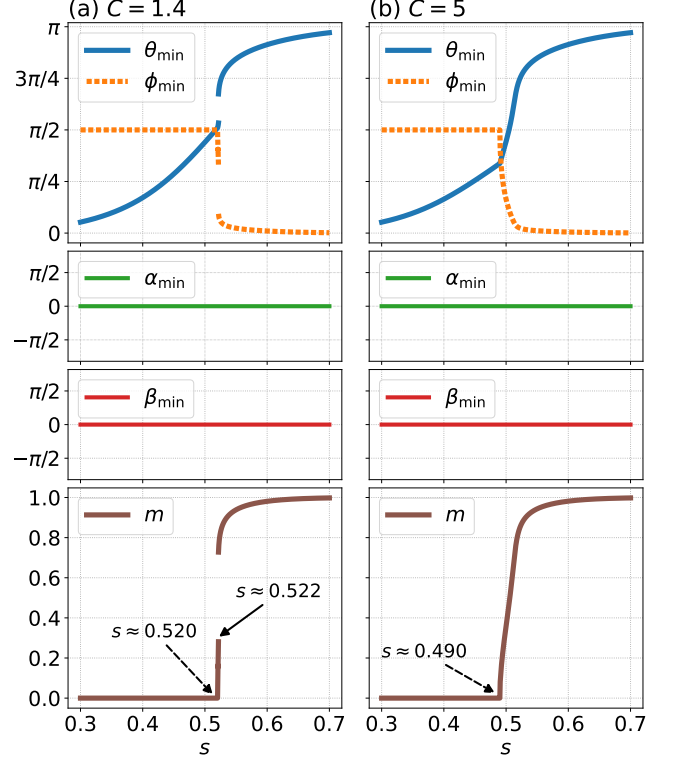 (a) C = 1.4
(b) C = 5
π
3π/4
π/2
π/4
0
θmin
ϕmin
θmin
ϕmin
π/2
0
−π/2
αmin
αmin
π/2
0
−π/2
βmin
βmin
1.0
0.8
0.6
0.4
0.2
0.0
m
s ≈ 0.522
s ≈ 0.520
m
s ≈ 0.490
0.3 0.4 0.5 0.6 0.7
0.3 0.4 0.5 0.6 0.7
s
s